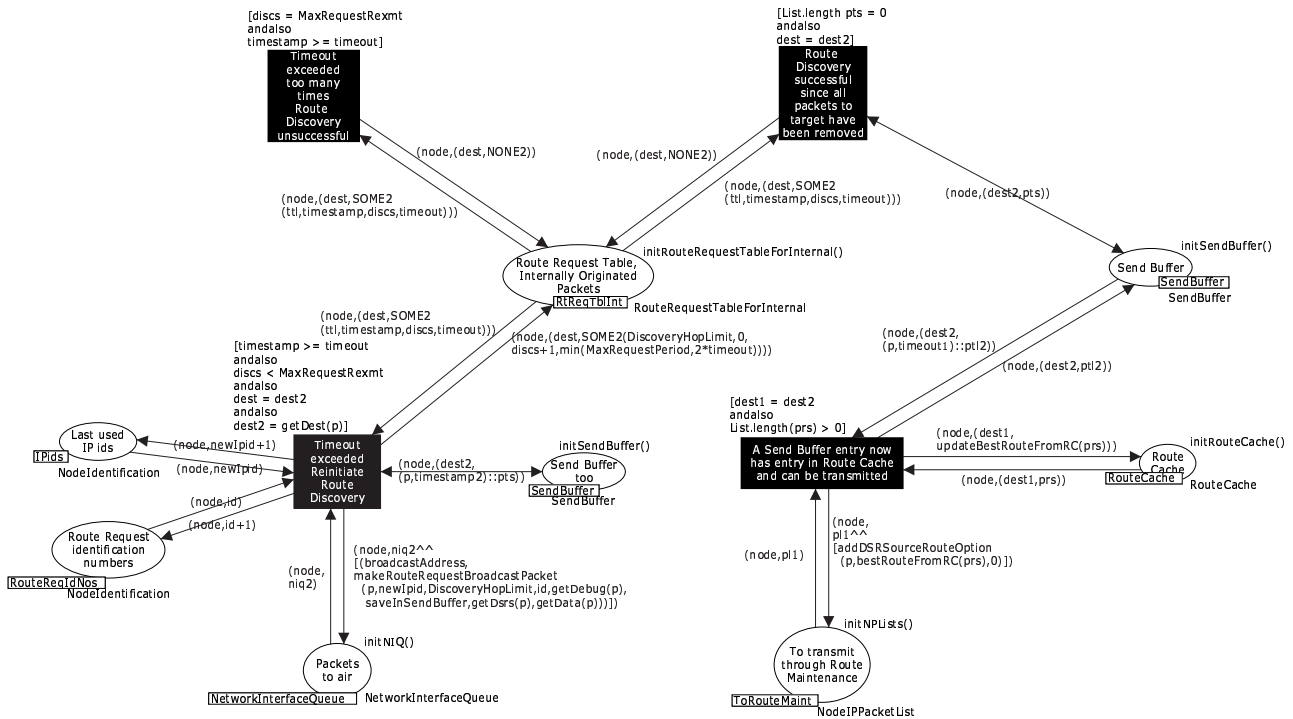 [discs = MaxRequestRexmt
andalso
timestamp >= timeout]
Timeout
exceeded
too many
times
Route
Discovery
unsuccessful
[List.length pts = 0
andalso
dest = dest2]
Route
Discovery
successful
since all
packets to
target have
been removed
(node,(dest,NONE2))
(node,(dest,NONE2))
(node,(dest,SOME2
(ttl,timestamp,discs,timeout)))
(node,(dest,SOME2
(ttl,timestamp,discs,timeout)))
(node,(dest2,pts))
initRouteRequestTableForInternal()
Route Request Table,
Internally Originated
Packets
RtReqTblInt
RouteRequestTableForInternal
initSendBuffer()
Send Buffer
SendBuffer
SendBuffer
(node,(dest,SOME2
(ttl,timestamp,discs,timeout)))
(node,(dest,SOME2(DiscoveryHopLimit,0,
discs+1,min(MaxRequestPeriod,2*timeout))))
(node,(dest2,
(p,timeout1)::ptl2))
(node,(dest2,ptl2))
[timestamp >= timeout
andalso
discs < MaxRequestRexmt
andalso
dest = dest2
andalso
dest2 = getDest(p)]
[dest1 = dest2
andalso
List.length(prs) > 0]
Last used
IP ids
IPids
NodeIdentification
(node,newIpid+1)
(node,newIpid)
Timeout
exceeded
Reinitiate
Route
Discovery
(node,(dest2,
(p,timestamp2)::pts))
initSendBuffer()
Send Buffer
too
SendBuffer
SendBuffer
A Send Buffer entry now
has entry in Route Cache
and can be transmitted
(node,(dest1,
updateBestRouteFromRC(prs)))
(node,(dest1,prs))
initRouteCache()
Route
Cache
RouteCache
RouteCache
(node,id)
(node,id+1)
Route Request
identification
numbers
RouteReqIdNos
NodeIdentification
(node,
niq2)
(node,niq2^^
[(broadcastAddress,
makeRouteRequestBroadcastPacket
(p,newIpid,DiscoveryHopLimit,id,getDebug(p),
saveInSendBuffer,getDsrs(p),getData(p)))])
(node,pl1)
(node,
pl1^^
[addDSRSourceRouteOption
(p,bestRouteFromRC(prs),0)])
initNIQ()
Packets
to air
NetworkInterfaceQueue
NetworkInterfaceQueue
initNPLists()
To transmit
through Route
Maintenance
ToRouteMaint
NodeIPPacketList